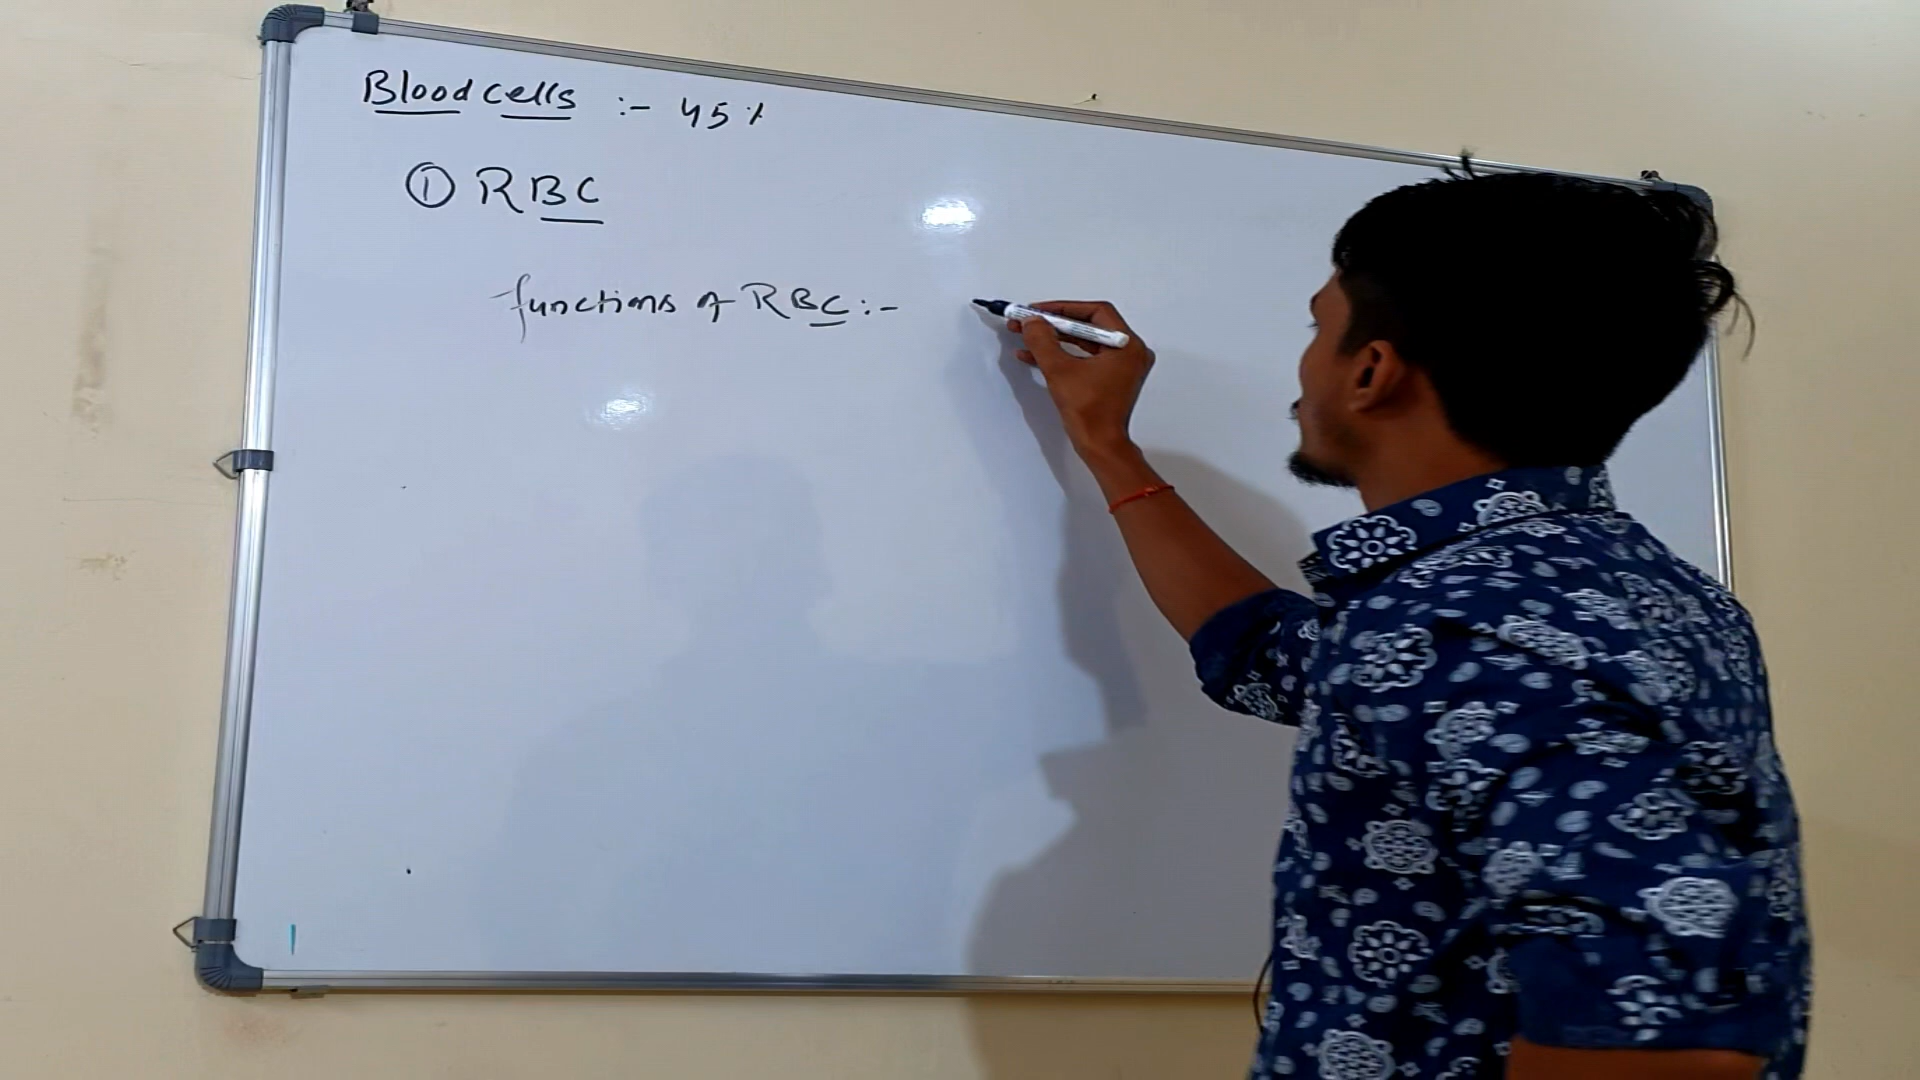 Blood cells :- 45%
① RBC
functions of RBC :-